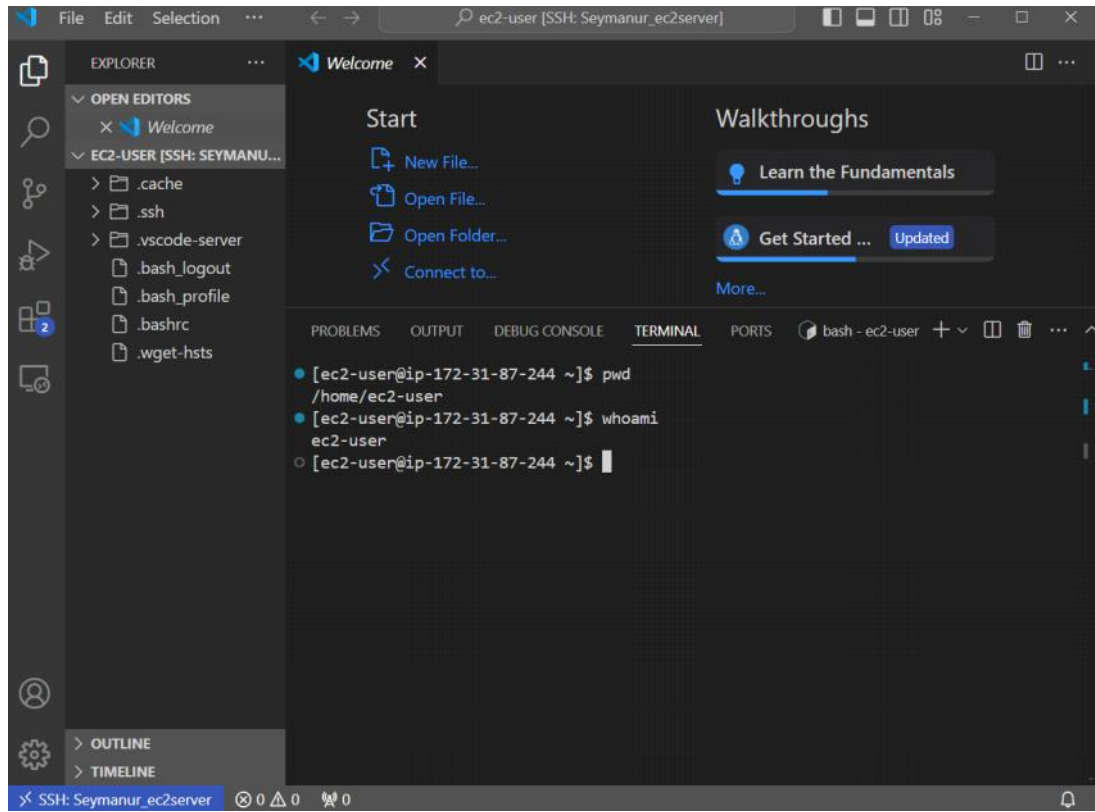 File Edit Selection ··· ec2-user [SSH: Seymanur_ec2server]
EXPLORER ···
OPEN EDITORS
Welcome
EC2-USER [SSH: SEYMANU...
.cache
.ssh
.vscode-server
.bash_logout
.bash_profile
.bashrc
.wget-hsts
OUTLINE
TIMELINE
2
Welcome
Start
New File...
Open File...
Open Folder...
Connect to...
Walkthroughs
Learn the Fundamentals
Get Started ... Updated
More...
PROBLEMS OUTPUT DEBUG CONSOLE TERMINAL PORTS bash - ec2-user
[ec2-user@ip-172-31-87-244 ~]$ pwd
/home/ec2-user
[ec2-user@ip-172-31-87-244 ~]$ whoami
ec2-user
[ec2-user@ip-172-31-87-244 ~]$
SSH: Seymanur_ec2server 0 0 0